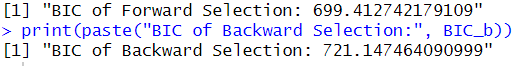 [1] "BIC of Forward Selection: 699.412742179109"
> print(paste("BIC of Backward Selection:", BIC_b))
[1] "BIC of Backward Selection: 721.147464090999"